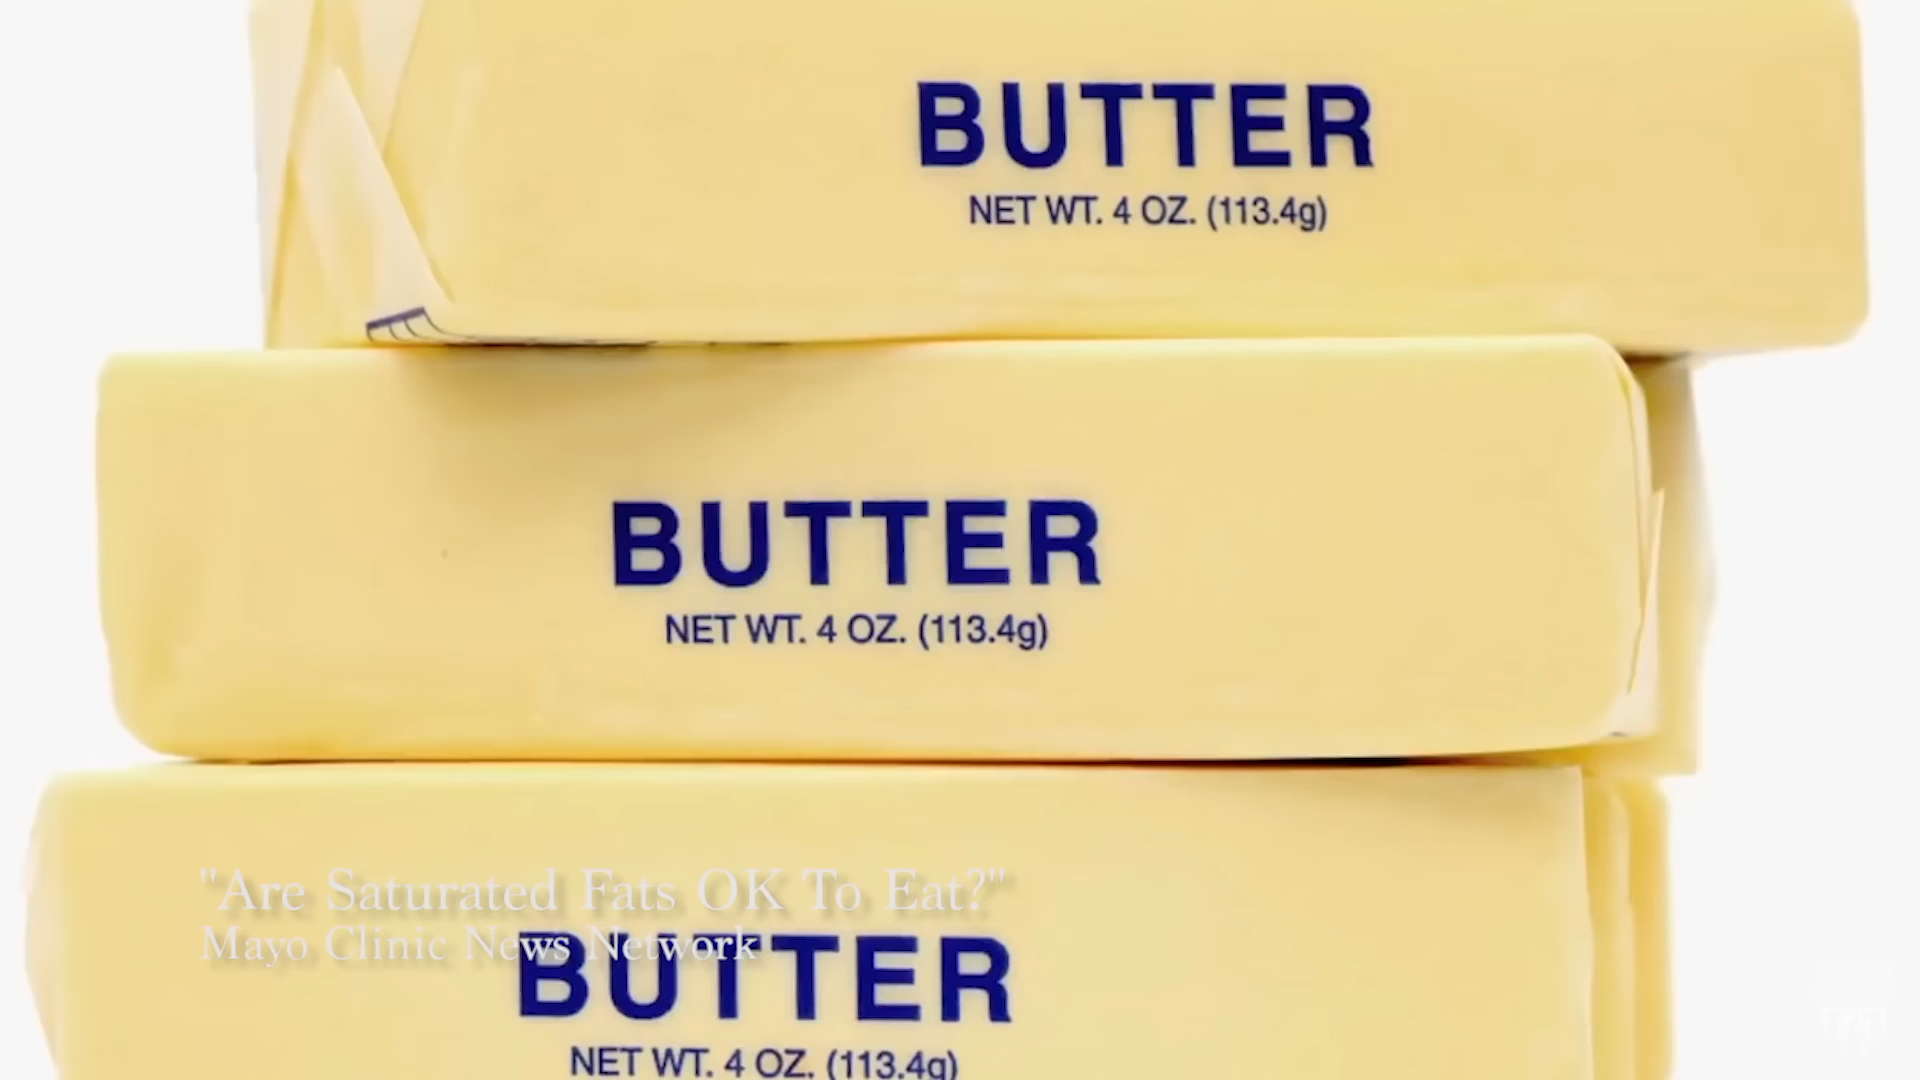 BUTTER
NET WT. 4 OZ. (113.4g)
BUTTER
NET WT. 4 OZ. (113.4g)
"Are Saturated Fats OK To Eat?"
Mayo Clinic News Network
BUTTER
NET WT. 4 OZ. (113.4g)